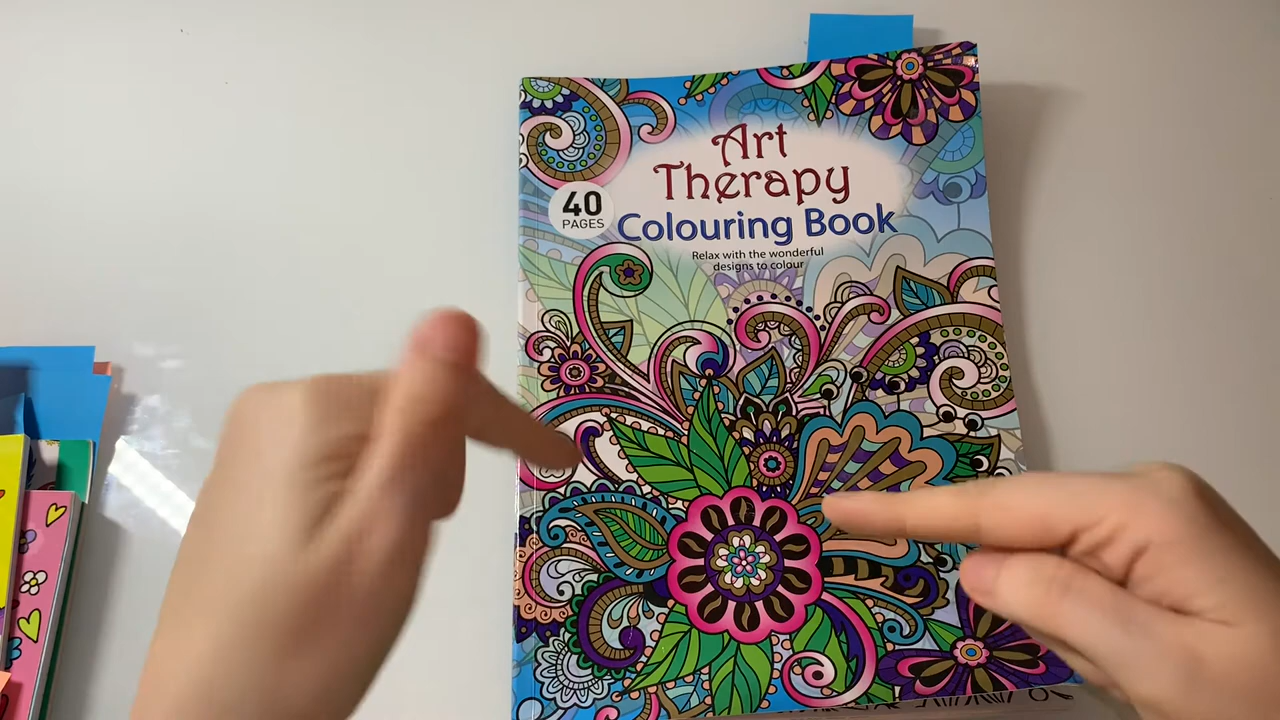 Art
Therapy
40
PAGES
Colouring Book
Relax with the wonderful
designs to colour